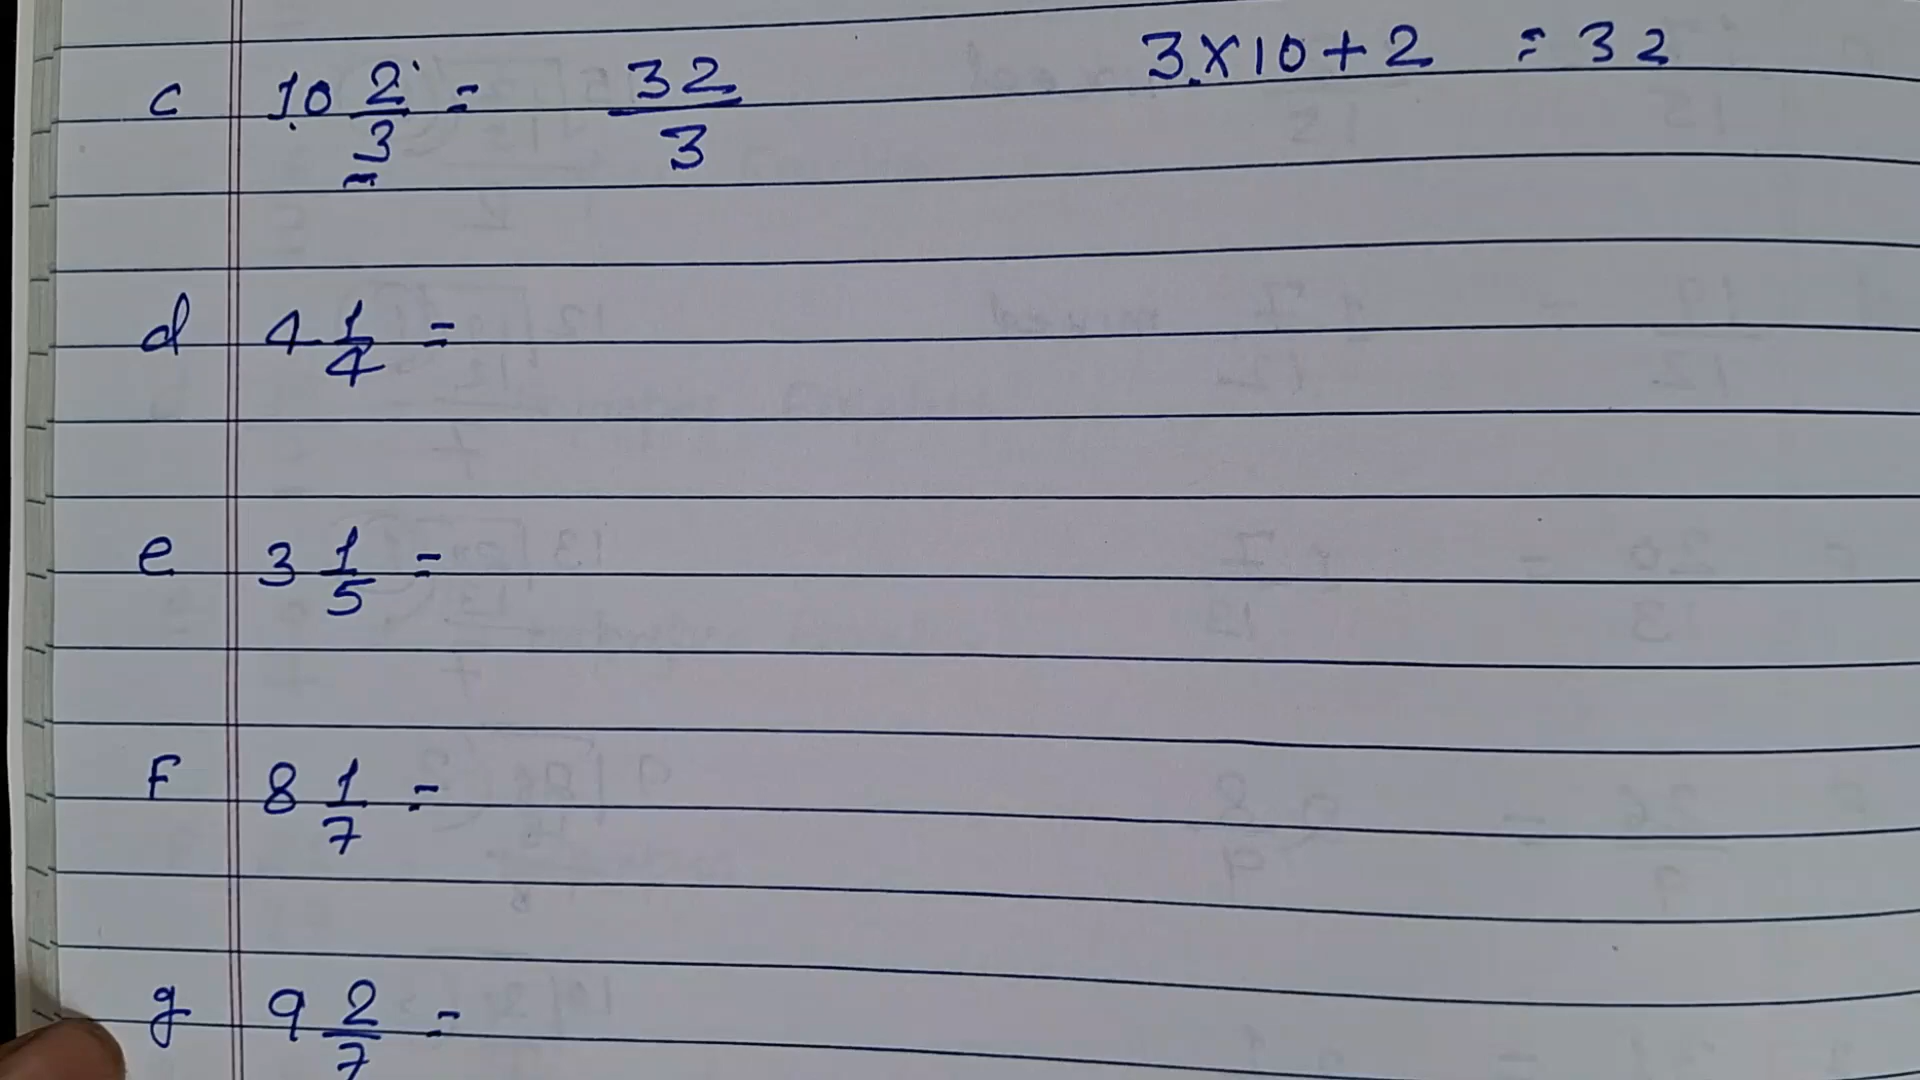 c 10 2/3 = 32/3 3×10+2 = 32
d 4 1/4 =
e 3 1/5 =
F 8 1/7 =
g 9 2/7 =